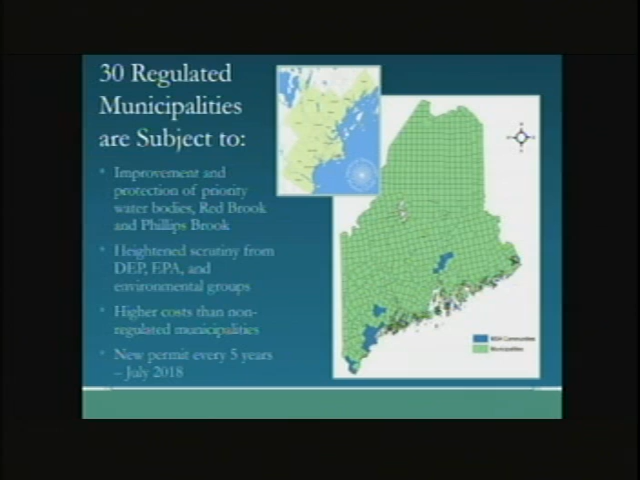 30 Regulated
Municipalities
are Subject to:
• Improvement and
protection of priority
water bodies, Red Brook
and Phillips Brook
• Heightened scrutiny from
DEP, EPA, and
environmental groups
• Higher costs than non-
regulated municipalities
• New permit every 5 years
– July 2018
MS4 Communities
Municipalities